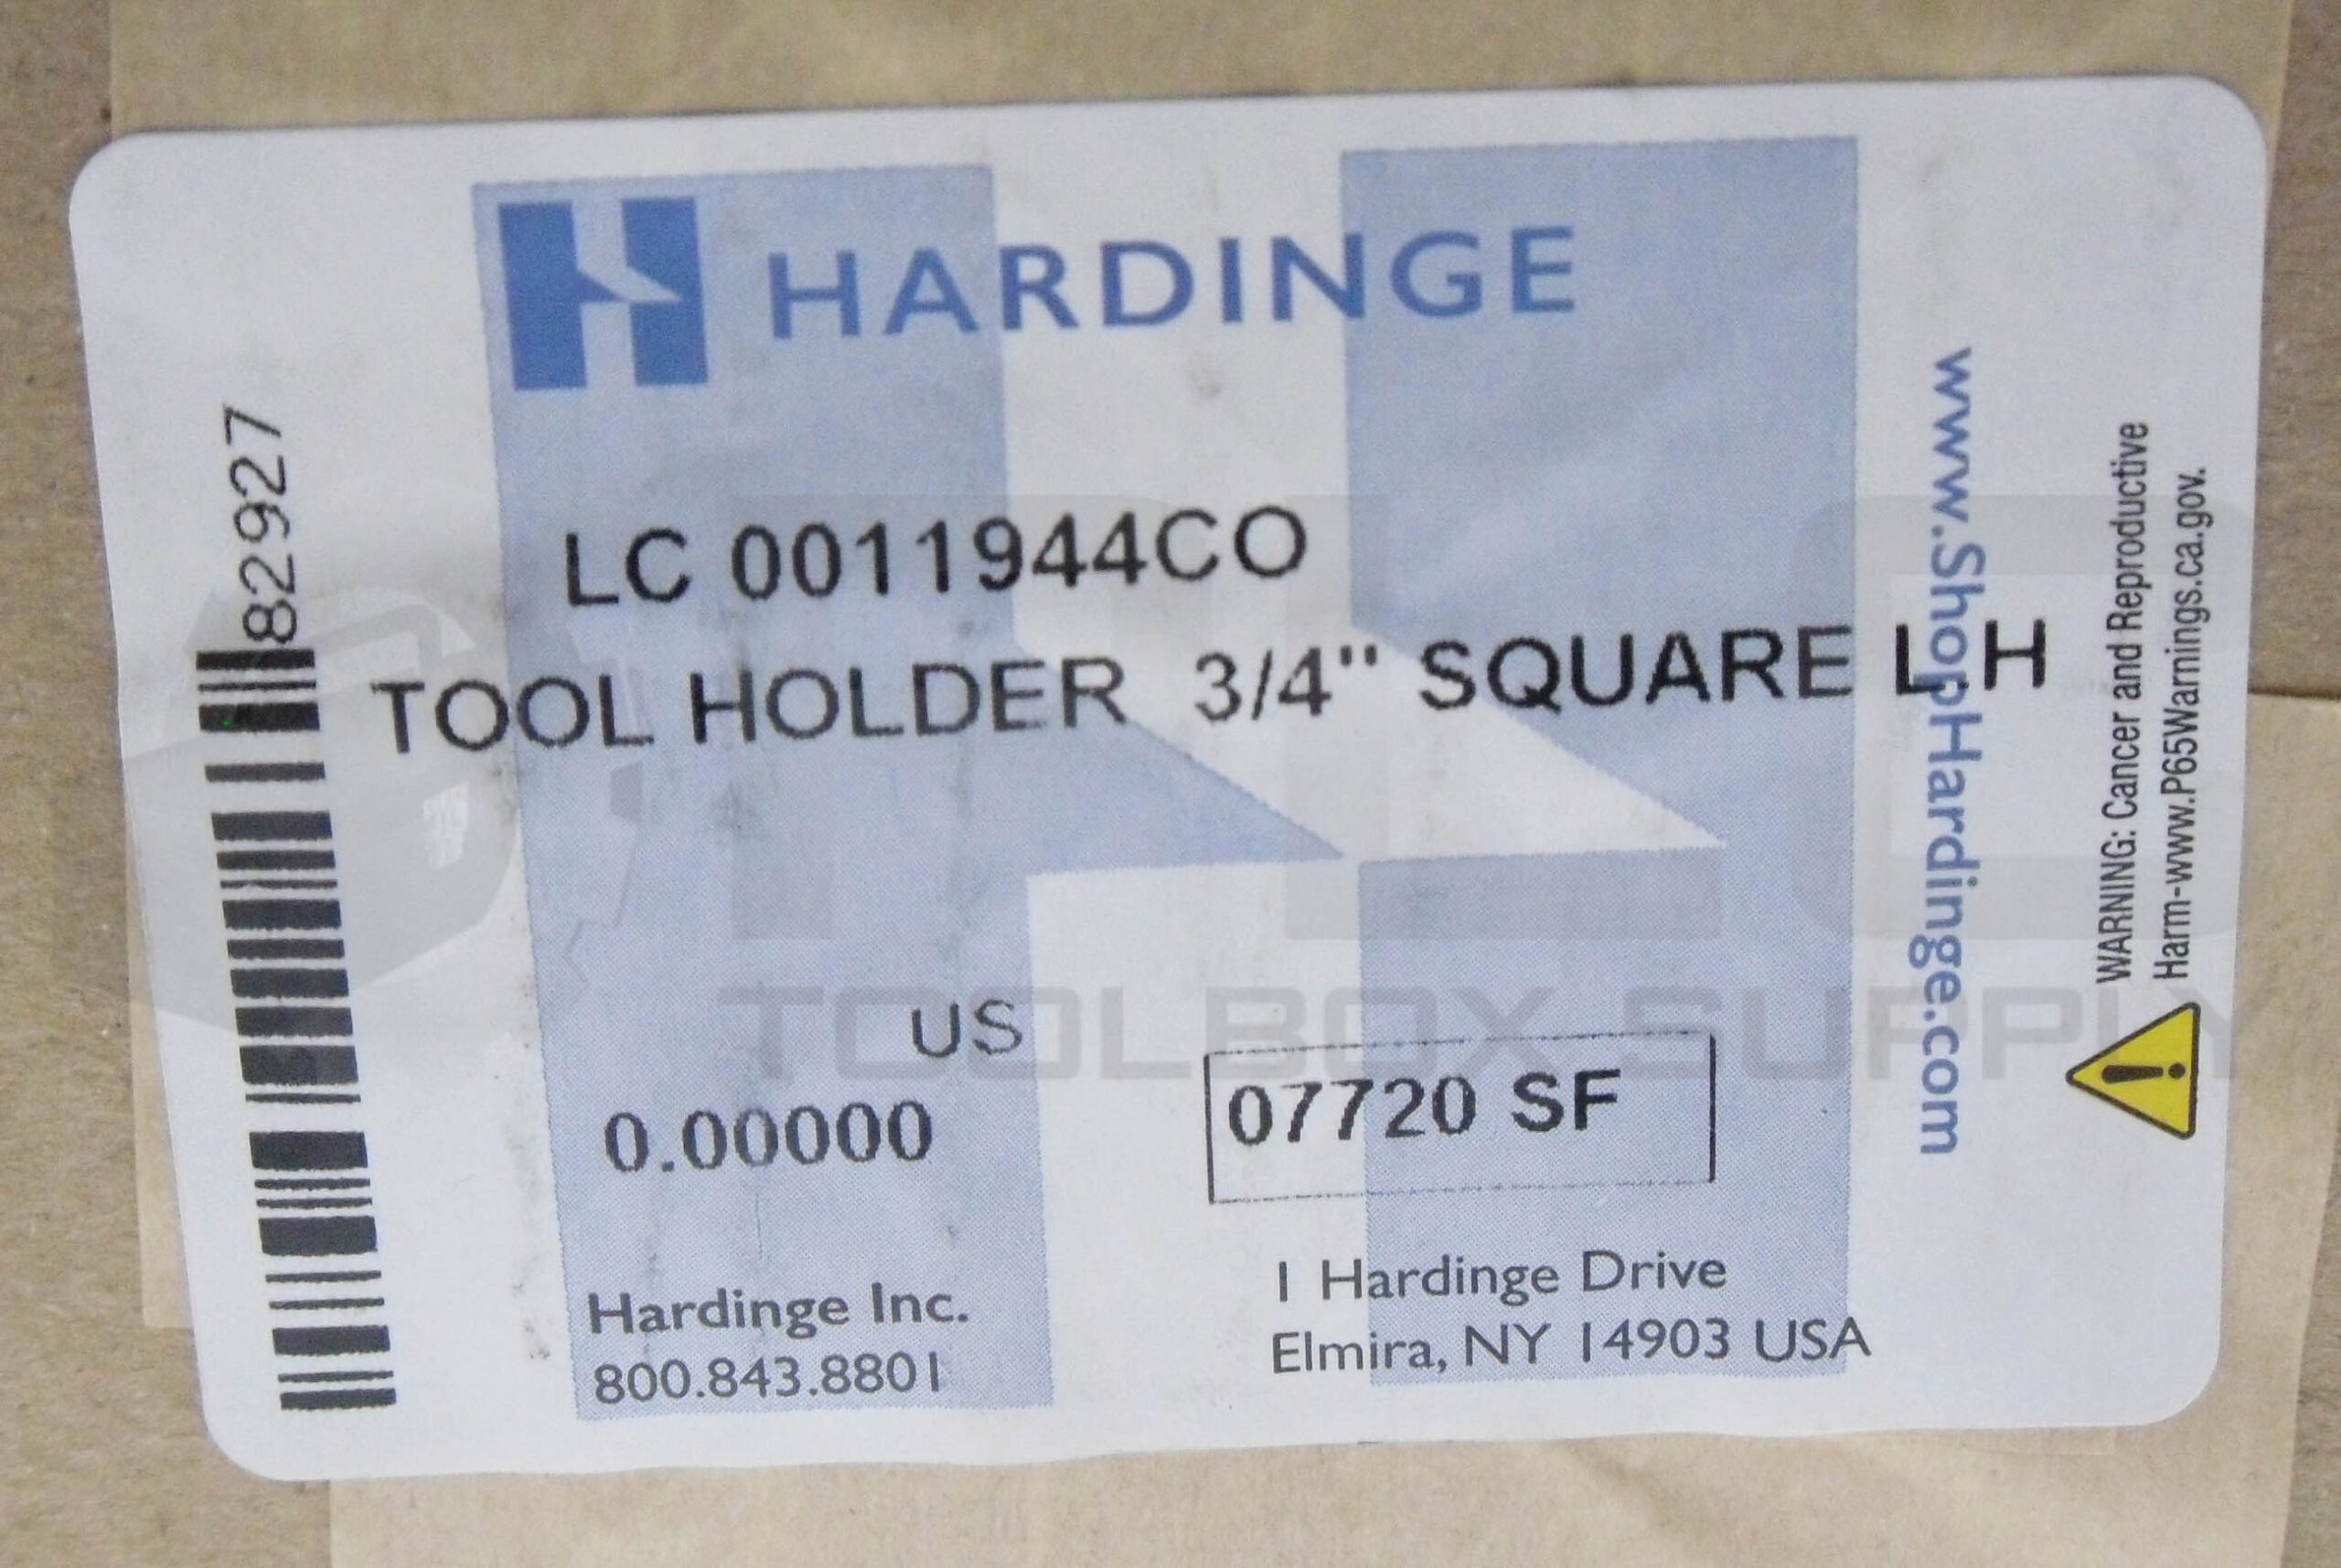 HARDINGE
82927
LC 0011944CO
TOOL HOLDER 3/4" SQUARE LH
US
0.00000
07720 SF
Hardinge Inc.
800.843.8801
1 Hardinge Drive
Elmira, NY 14903 USA
www.ShopHardinge.com
WARNING: Cancer and Reproductive
Harm-www.P65Warnings.ca.gov.
TOOLBOX SUPPLY